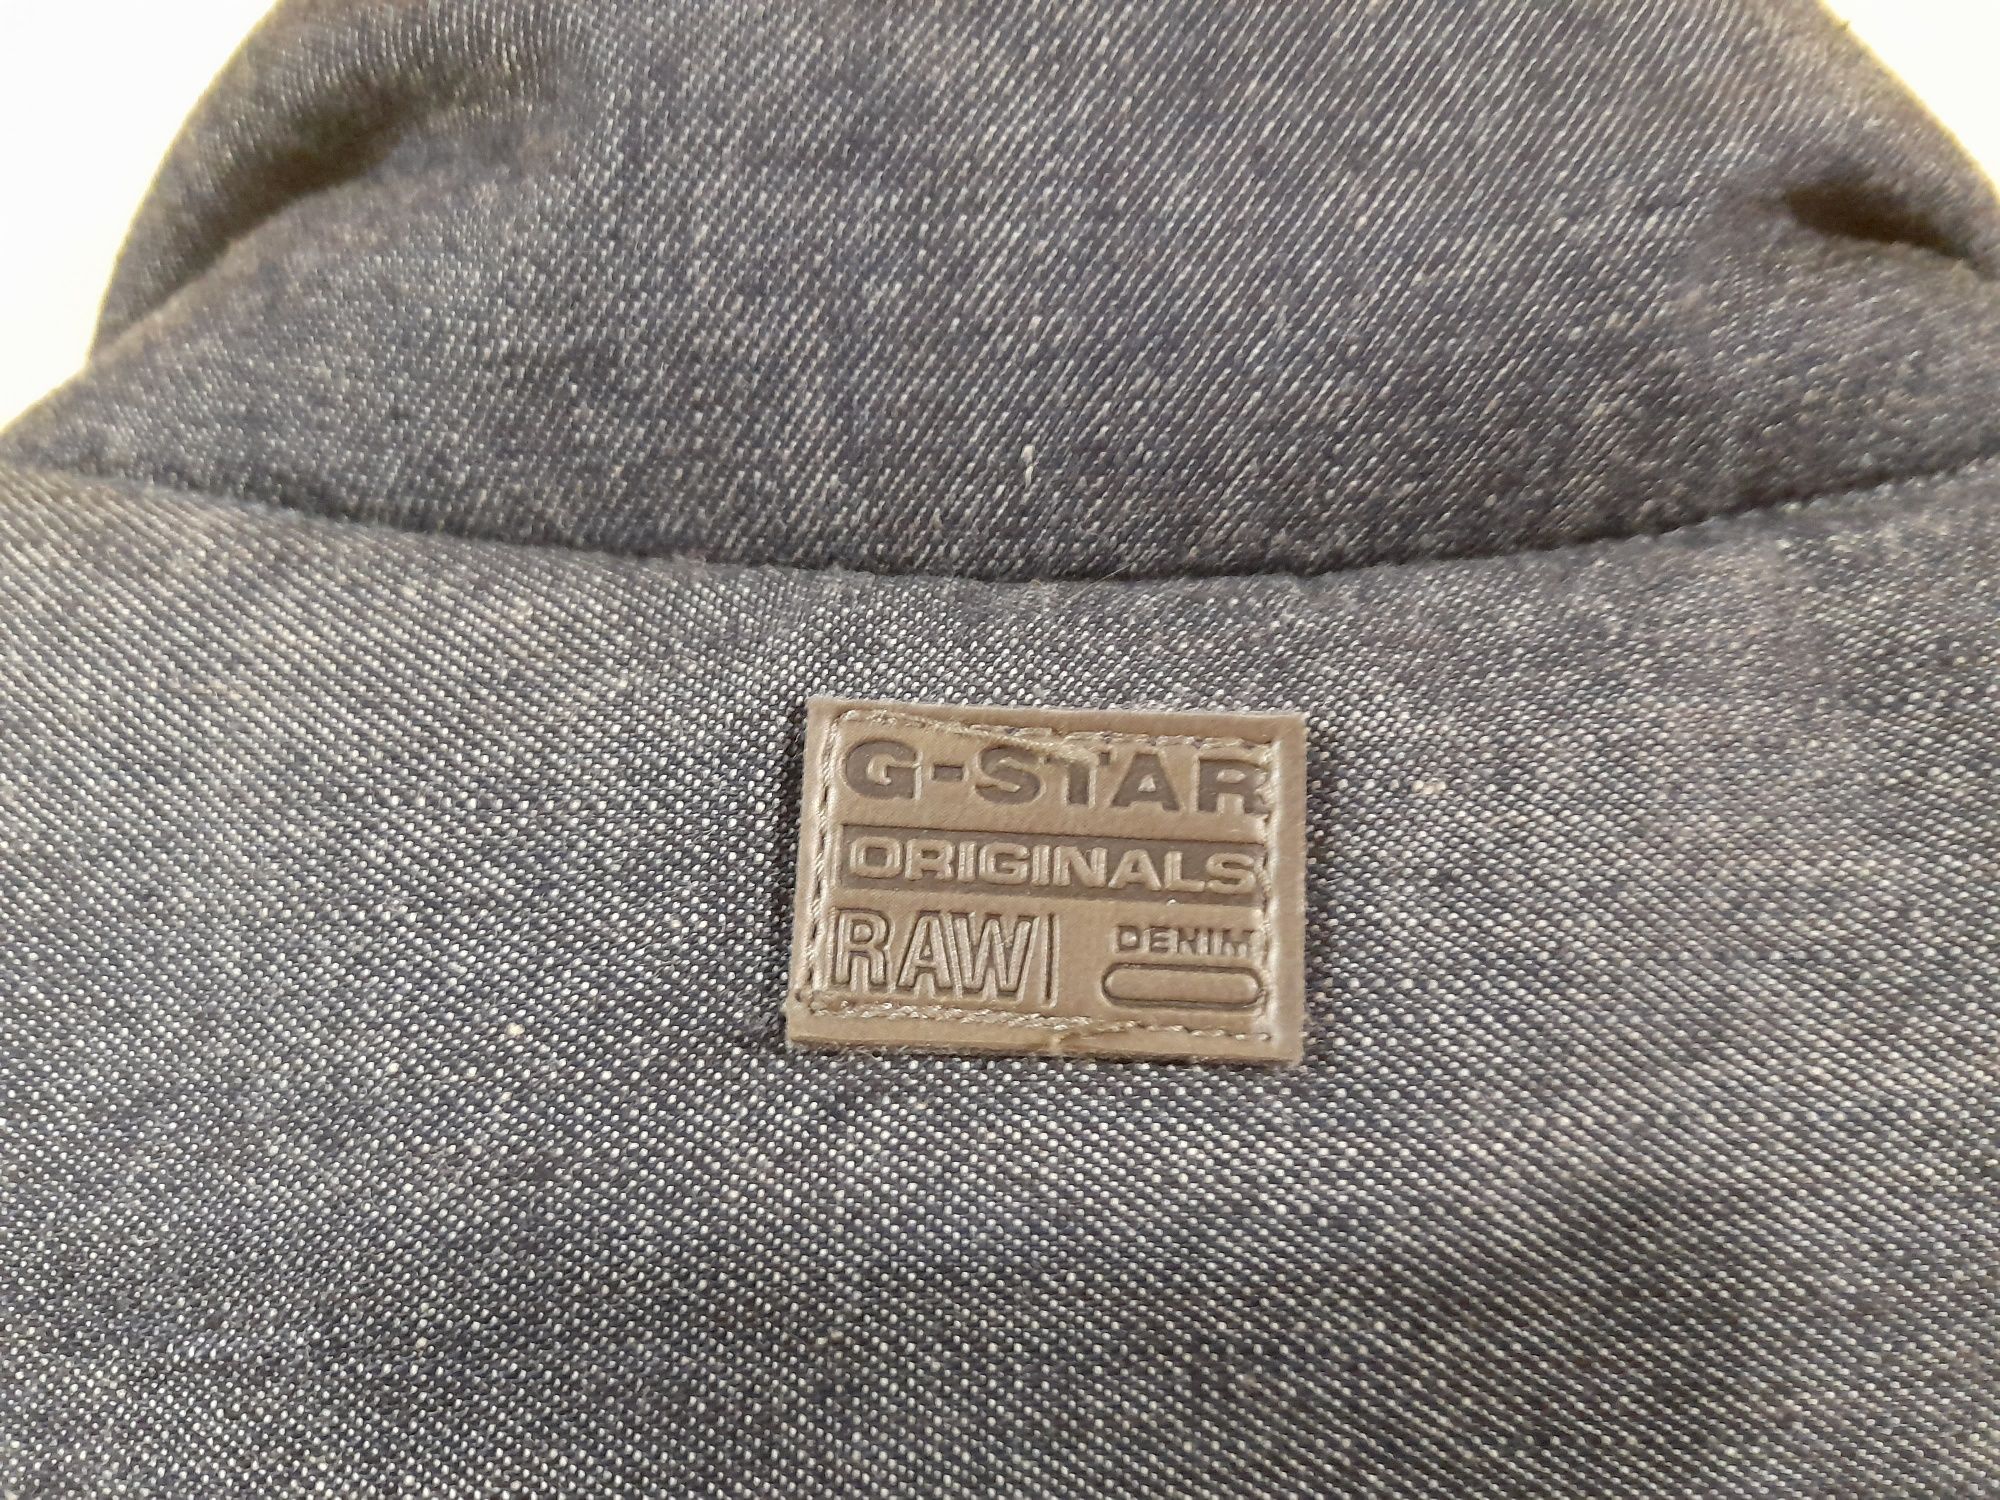 G-STAR
ORIGINALS
RAW DENIM